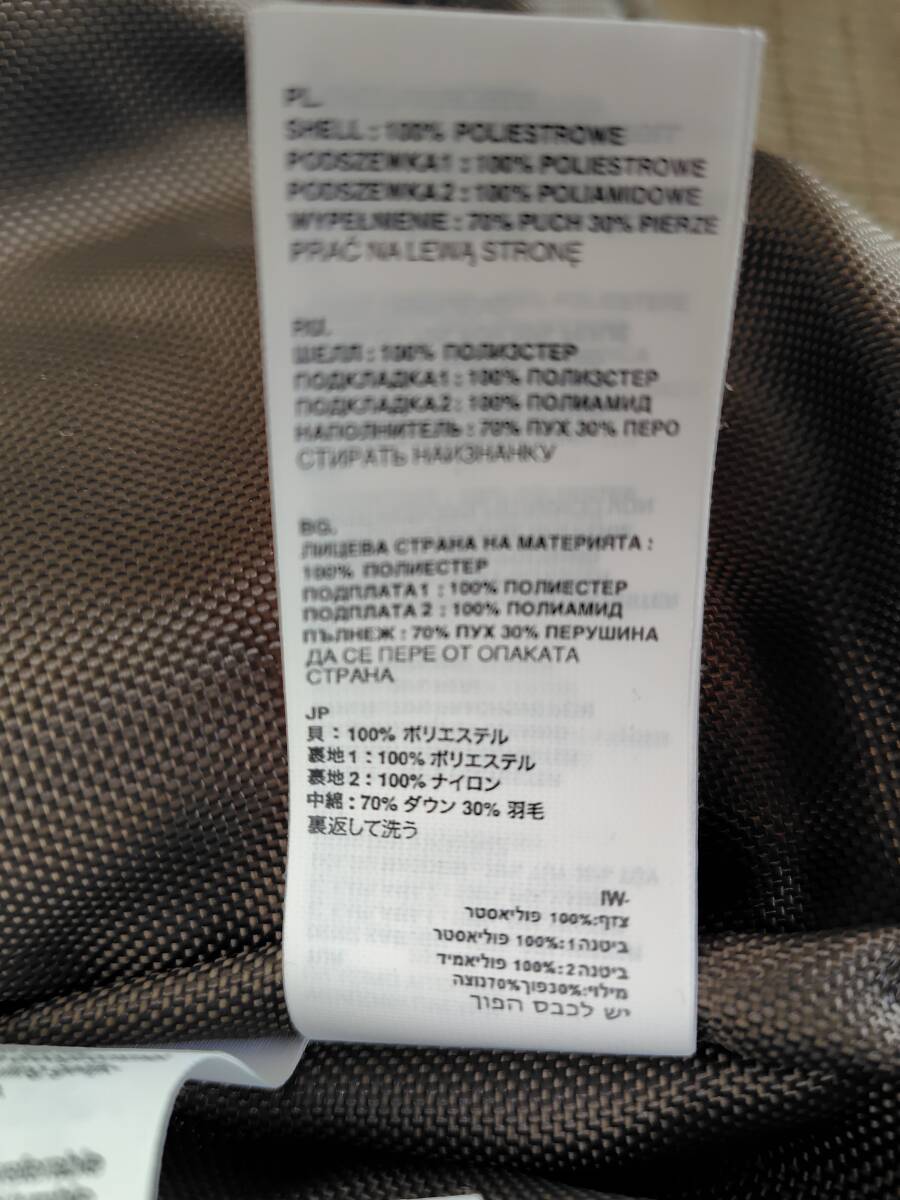 PL.
SHELL : 100% POLIESTROWE
PODSZEWKA1 : 100% POLIESTROWE
PODSZEWKA2 : 100% POLIAMIDOWE
WYPEŁNIENIE : 70% PUCH 30% PIERZE
PRAĆ NA LEWĄ STRONĘ
RU.
ШЕЛЛ : 100% ПОЛИЭСТЕР
ПОДКЛАДКА1 : 100% ПОЛИЭСТЕР
ПОДКЛАДКА2 : 100% ПОЛИАМИД
НАПОЛНИТЕЛЬ : 70% ПУХ 30% ПЕРО
СТИРАТЬ НАИЗНАНКУ
BG.
ЛИЦЕВА СТРАНА НА МАТЕРИЯТА :
100% ПОЛИЕСТЕР
ПОДПЛАТА1 : 100% ПОЛИЕСТЕР
ПОДПЛАТА 2 : 100% ПОЛИАМИД
ПЪЛНЕЖ : 70% ПУХ 30% ПЕРУШИНА
ДА СЕ ПЕРЕ ОТ ОПАКАТА
СТРАНА
JP
貝：100% ポリエステル
裏地1：100% ポリエステル
裏地2：100% ナイロン
中綿：70% ダウン 30% 羽毛
裏返して洗う
IW-
צדף:100% פוליאסטר
ביטנה1:100% פוליאסטר
ביטנה2:100% פוליאמיד
מילוי:30%פוך70%נוצה
יש לכבס הפוך